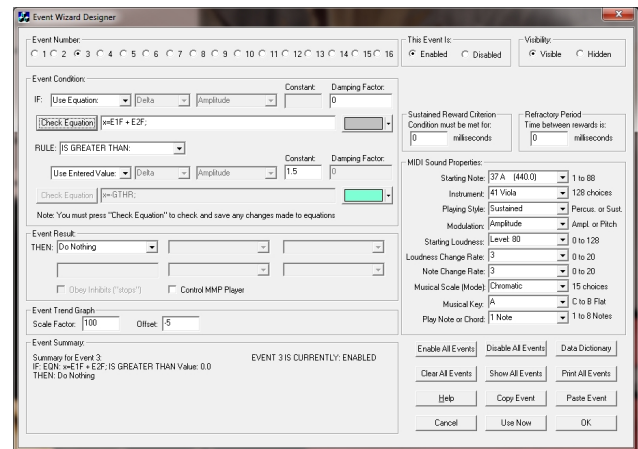 Event Wizard Designer
Event Number:
1 2 3 4 5 6 7 8 9 10 11 12 13 14 15 16
This Event Is:
Enabled Disabled
Visibility:
Visible Hidden
Event Condition:
Constant: Damping Factor:
IF: Use Equation: Delta Amplitude 0
Check Equation x=E1F + E2F;
RULE: IS GREATER THAN:
Constant: Damping Factor:
Use Entered Value: Delta Amplitude 1.5 0
Check Equation x=-GTHR;
Note: You must press "Check Equation" to check and save any changes made to equations
Sustained Reward Criterion
Condition must be met for:
0 milliseconds
Refractory Period
Time between rewards is:
0 milliseconds
MIDI Sound Properties:
Starting Note: 37 A (440.0) 1 to 88
Instrument: 41 Viola 128 choices
Playing Style: Sustained Percus. or Sust.
Modulation: Amplitude Ampl. or Pitch
Starting Loudness: Level: 80 0 to 128
Loudness Change Rate: 3 0 to 20
Note Change Rate: 3 0 to 20
Musical Scale (Mode): Chromatic 15 choices
Musical Key: A C to B Flat
Play Note or Chord: 1 Note 1 to 8 Notes
Event Result:
THEN: Do Nothing
Obey Inhibits ("stops") Control MMP Player
Event Trend Graph
Scale Factor: 100 Offset: -5
Event Summary:
Summary for Event 3: EVENT 3 IS CURRENTLY: ENABLED
IF: EQN: x=E1F + E2F; IS GREATER THAN Value: 0.0
THEN: Do Nothing
Enable All Events Disable All Events Data Dictionary
Clear All Events Show All Events Print All Events
Help Copy Event Paste Event
Cancel Use Now OK